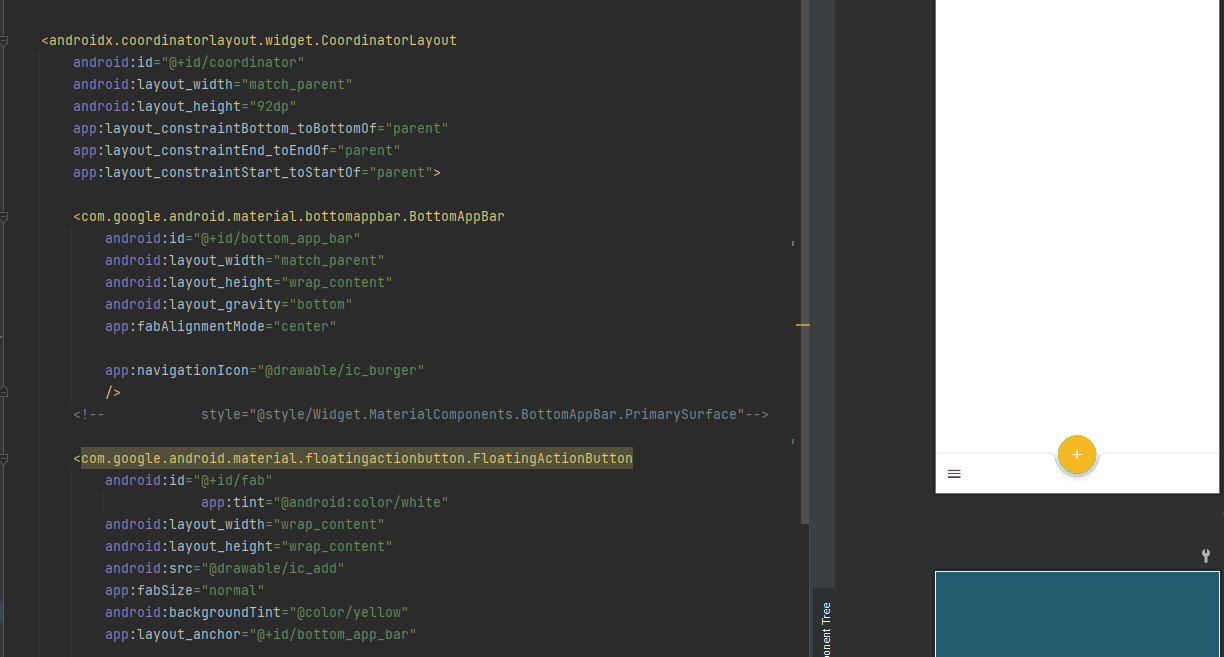 <androidx.coordinatorlayout.widget.CoordinatorLayout
android:id="@+id/coordinator"
android:layout_width="match_parent"
android:layout_height="92dp"
app:layout_constraintBottom_toBottomOf="parent"
app:layout_constraintEnd_toEndOf="parent"
app:layout_constraintStart_toStartOf="parent">
<com.google.android.material.bottomappbar.BottomAppBar
android:id="@+id/bottom_app_bar"
android:layout_width="match_parent"
android:layout_height="wrap_content"
android:layout_gravity="bottom"
app:fabAlignmentMode="center"
app:navigationIcon="@drawable/ic_burger"
/>
<!--            style="@style/Widget.MaterialComponents.BottomAppBar.PrimarySurface"-->
<com.google.android.material.floatingactionbutton.FloatingActionButton
android:id="@+id/fab"
app:tint="@android:color/white"
android:layout_width="wrap_content"
android:layout_height="wrap_content"
android:src="@drawable/ic_add"
app:fabSize="normal"
android:backgroundTint="@color/yellow"
app:layout_anchor="@+id/bottom_app_bar"
onent Tree